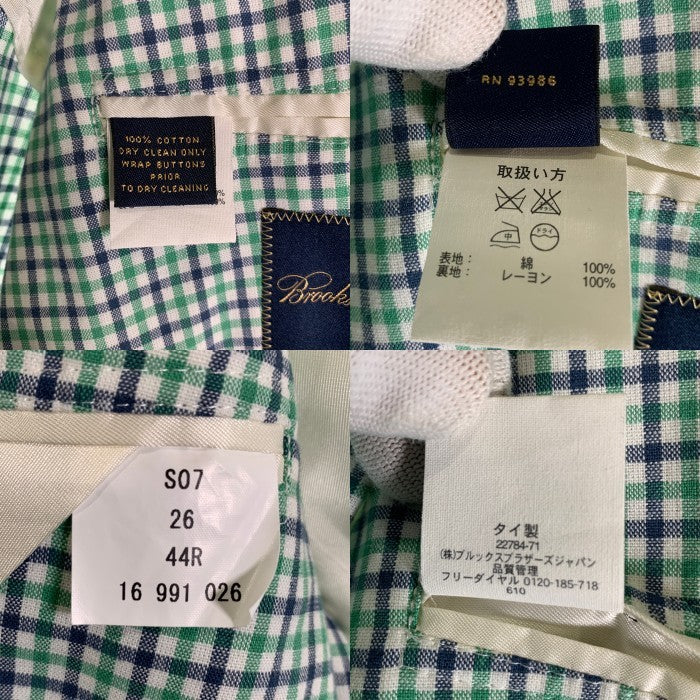 100% COTTON
DRY CLEAN ONLY
WRAP BUTTONS
PRIOR
TO DRY CLEANING
%
%
Brooks
RN 93986
取扱い方
中
ドライ
表地: 綿 100%
裏地: レーヨン 100%
S07
26
44R
16 991 026
タイ製
22784-71
(株)ブルックスブラザーズジャパン
品質管理
フリーダイヤル 0120-185-718
610